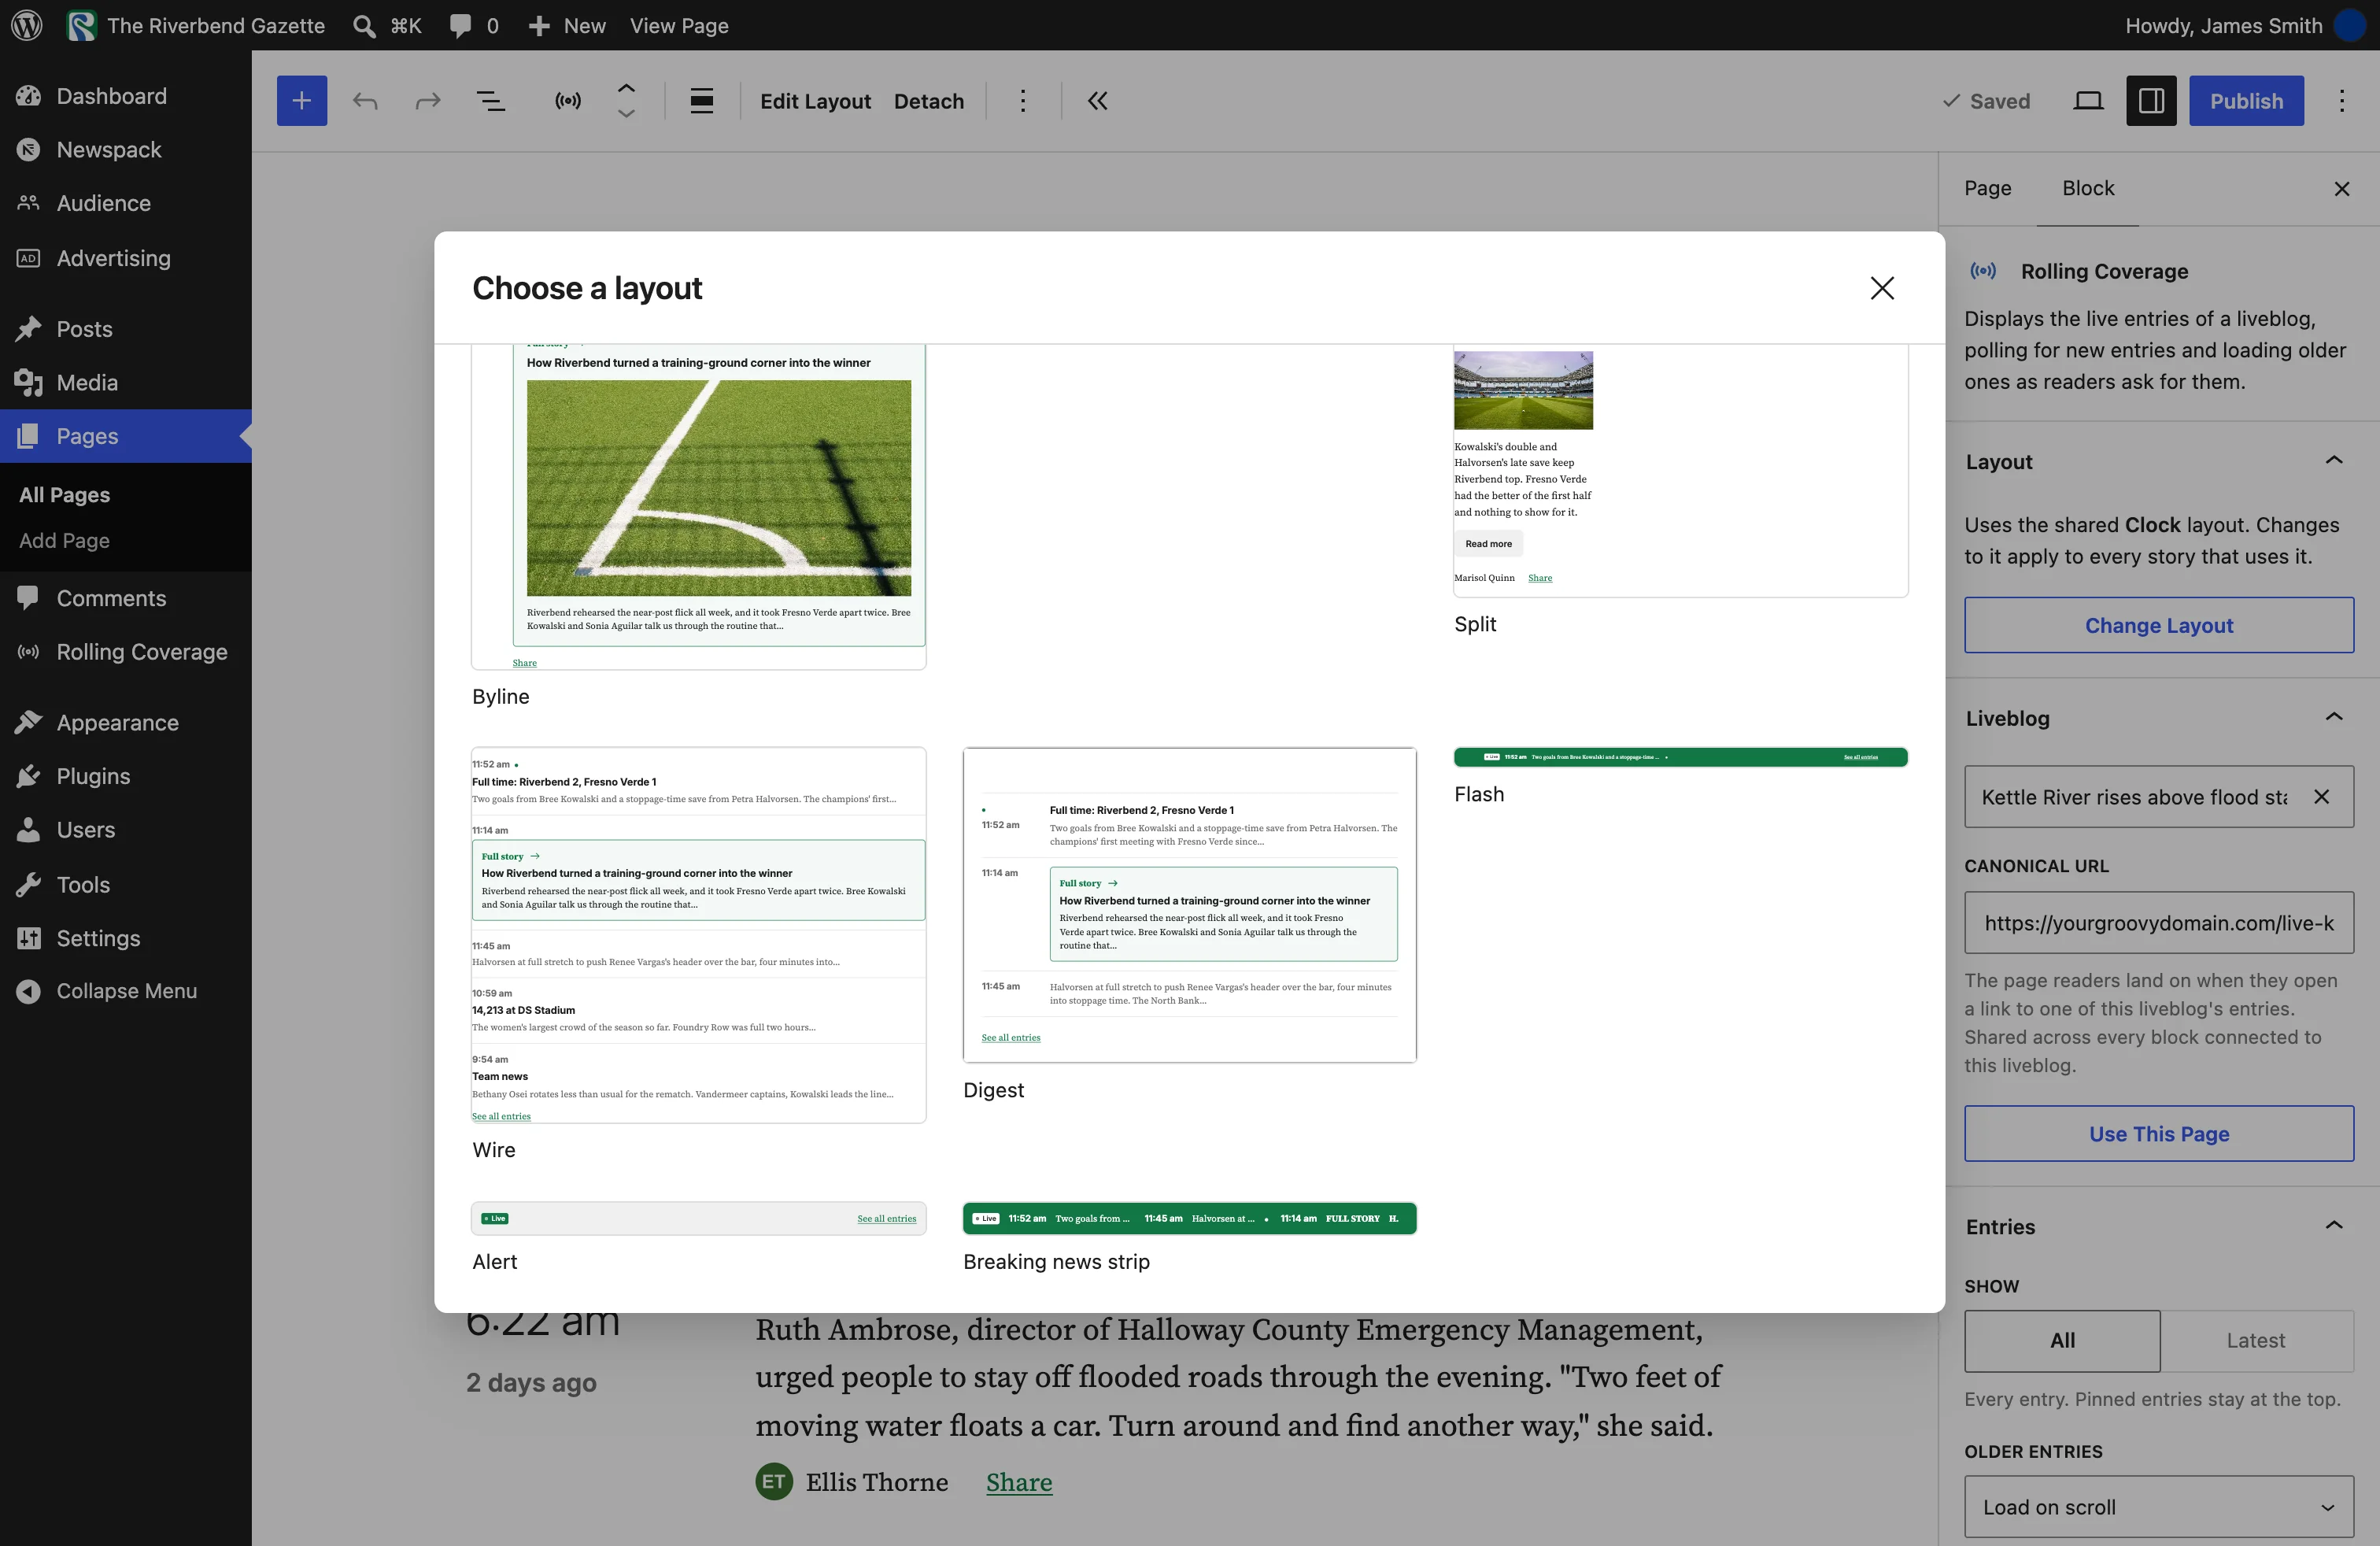 The Riverbend Gazette
⌘K
0
New
View Page
Howdy, James Smith
Dashboard
Newspack
Audience
AD
Advertising
Posts
Media
Pages
All Pages
Add Page
Comments
Rolling Coverage
Appearance
Plugins
Users
Tools
Settings
Collapse Menu
Edit Layout
Detach
Saved
Publish
Choose a layout
How Riverbend turned a training-ground corner into the winner
Riverbend rehearsed the near-post flick all week, and it took Fresno Verde apart twice. Bree
Kowalski and Sonia Aguilar talk us through the routine that...
Share
Byline
Kowalski's double and
Halvorsen's late save keep
Riverbend top. Fresno Verde
had the better of the first half
and nothing to show for it.
Read more
Marisol Quinn
Share
Split
11:52 am
Full time: Riverbend 2, Fresno Verde 1
Two goals from Bree Kowalski and a stoppage-time save from Petra Halvorsen. The champions' first...
11:14 am
Full story →
How Riverbend turned a training-ground corner into the winner
Riverbend rehearsed the near-post flick all week, and it took Fresno Verde apart twice. Bree Kowalski
and Sonia Aguilar talk us through the routine that...
11:45 am
Halvorsen at full stretch to push Renee Vargas's header over the bar, four minutes into...
10:59 am
14,213 at DS Stadium
The women's largest crowd of the season so far. Foundry Row was full two hours...
9:54 am
Team news
Bethany Osei rotates less than usual for the rematch. Vandermeer captains, Kowalski leads the line...
See all entries
Wire
11:52 am
Full time: Riverbend 2, Fresno Verde 1
Two goals from Bree Kowalski and a stoppage-time save from Petra Halvorsen. The
champions' first meeting with Fresno Verde since...
11:14 am
Full story →
How Riverbend turned a training-ground corner into the winner
Riverbend rehearsed the near-post flick all week, and it took Fresno
Verde apart twice. Bree Kowalski and Sonia Aguilar talk us through the
routine that...
11:45 am
Halvorsen at full stretch to push Renee Vargas's header over the bar, four minutes
into stoppage time. The North Bank...
See all entries
Digest
Live
11:52 am
Two goals from Bree Kowalski and a stoppage-time ...
See all entries
Flash
Live
See all entries
Alert
Live
11:52 am Two goals from ...
11:45 am Halvorsen at ...
11:14 am FULL STORY H.
Breaking news strip
6:22 am
2 days ago
Ruth Ambrose, director of Halloway County Emergency Management,
urged people to stay off flooded roads through the evening. "Two feet of
moving water floats a car. Turn around and find another way," she said.
ET
Ellis Thorne
Share
Page
Block
Rolling Coverage
Displays the live entries of a liveblog,
polling for new entries and loading older
ones as readers ask for them.
Layout
Uses the shared Clock layout. Changes
to it apply to every story that uses it.
Change Layout
Liveblog
Kettle River rises above flood sta
CANONICAL URL
https://yourgroovydomain.com/live-k
The page readers land on when they open
a link to one of this liveblog's entries.
Shared across every block connected to
this liveblog.
Use This Page
Entries
SHOW
All
Latest
Every entry. Pinned entries stay at the top.
OLDER ENTRIES
Load on scroll